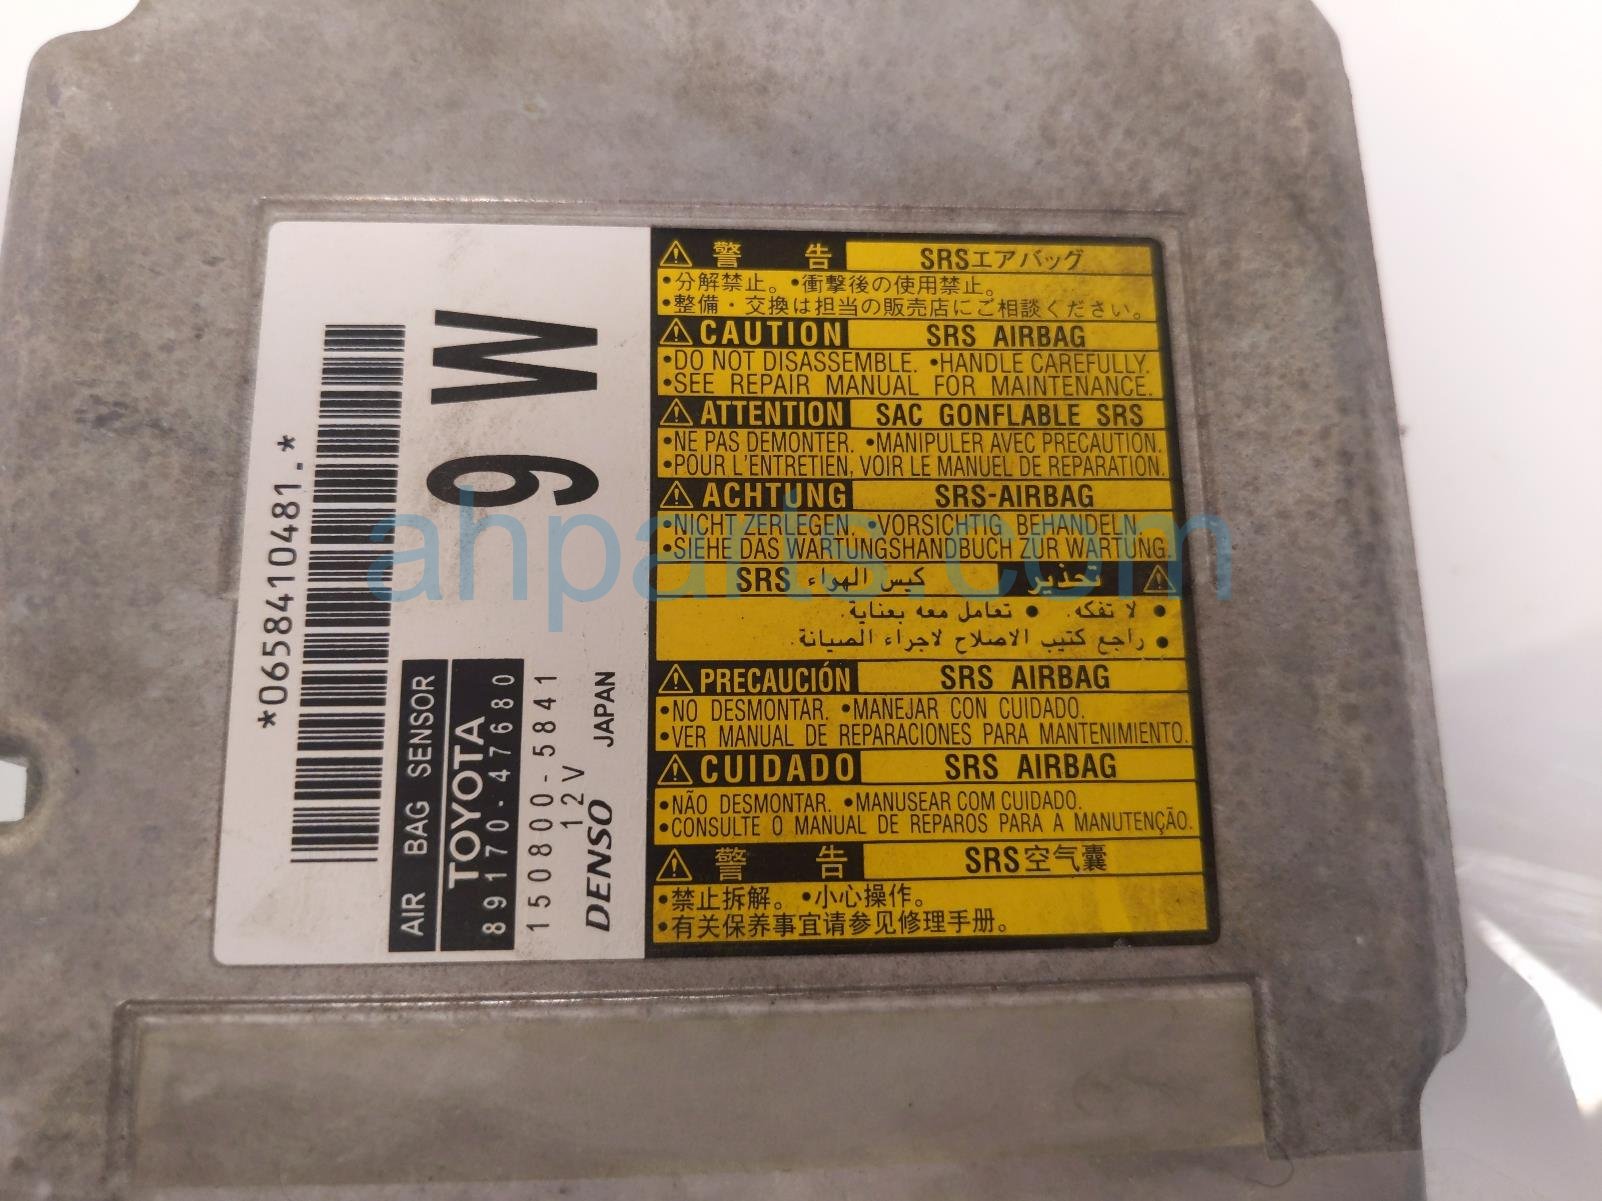 *0658410481.*
9W
AIR BAG SENSOR
TOYOTA
89170-47680
150800-5841
12V
DENSO JAPAN
警告 SRSエアバッグ
•分解禁止。•衝撃後の使用禁止。
•整備・交換は担当の販売店にご相談ください。
CAUTION SRS AIRBAG
•DO NOT DISASSEMBLE. •HANDLE CAREFULLY.
•SEE REPAIR MANUAL FOR MAINTENANCE.
ATTENTION SAC GONFLABLE SRS
•NE PAS DEMONTER. •MANIPULER AVEC PRECAUTION.
•POUR L'ENTRETIEN, VOIR LE MANUEL DE REPARATION.
ACHTUNG SRS-AIRBAG
•NICHT ZERLEGEN. •VORSICHTIG BEHANDELN.
•SIEHE DAS WARTUNGSHANDBUCH ZUR WARTUNG.
تحذير كيس الهواء SRS
• لا تفكه. • تعامل معه بعناية.
• راجع كتيب الاصلاح لاجراء الصيانة.
PRECAUCIÓN SRS AIRBAG
•NO DESMONTAR. •MANEJAR CON CUIDADO.
•VER MANUAL DE REPARACIONES PARA MANTENIMIENTO.
CUIDADO SRS AIRBAG
•NÃO DESMONTAR. •MANUSEAR COM CUIDADO.
•CONSULTE O MANUAL DE REPAROS PARA A MANUTENÇÃO.
警告 SRS空气囊
•禁止拆解。•小心操作。
•有关保养事宜请参见修理手册。
ahparts.com